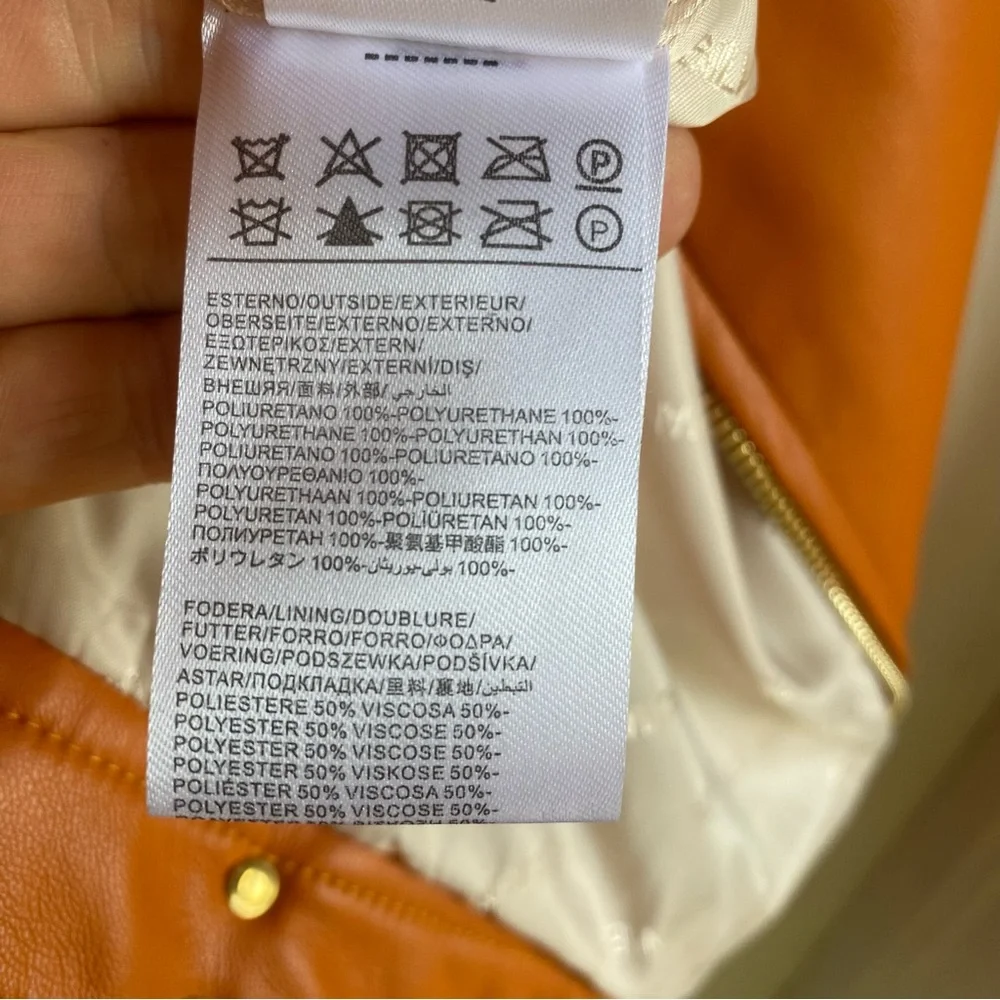 P
P
ESTERNO/OUTSIDE/EXTERIEUR/
OBERSEITE/EXTERNO/EXTERNO/
ΕΞΩΤΕΡΙΚΟΣ/EXTERN/
ZEWNĘTRZNY/EXTERNÍ/DIŞ/
ВНЕШЯЯ/面料/外部/الخارجي
POLIURETANO 100%-POLYURETHANE 100%-
POLYURETHANE 100%-POLYURETHAN 100%-
POLIURETANO 100%-POLIURETANO 100%-
ΠΟΛΥΟΥΡΕΘΑΝΙΟ 100%-
POLYURETHAAN 100%-POLIURETAN 100%-
POLYURETAN 100%-POLİÜRETAN 100%-
ПОЛИУРЕТАН 100%-聚氨基甲酸酯 100%-
ポリウレタン 100%-بولي-يوريثان 100%-
FODERA/LINING/DOUBLURE/
FUTTER/FORRO/FORRO/ΦΟΔΡΑ/
VOERING/PODSZEWKA/PODŠÍVKA/
ASTAR/ПОДКЛАДКА/里料/裏地/التبطين
POLIESTERE 50% VISCOSA 50%-
POLYESTER 50% VISCOSE 50%-
POLYESTER 50% VISCOSE 50%-
POLYESTER 50% VISKOSE 50%-
POLIÉSTER 50% VISCOSA 50%-
POLYESTER 50% VISCOSE 50%-